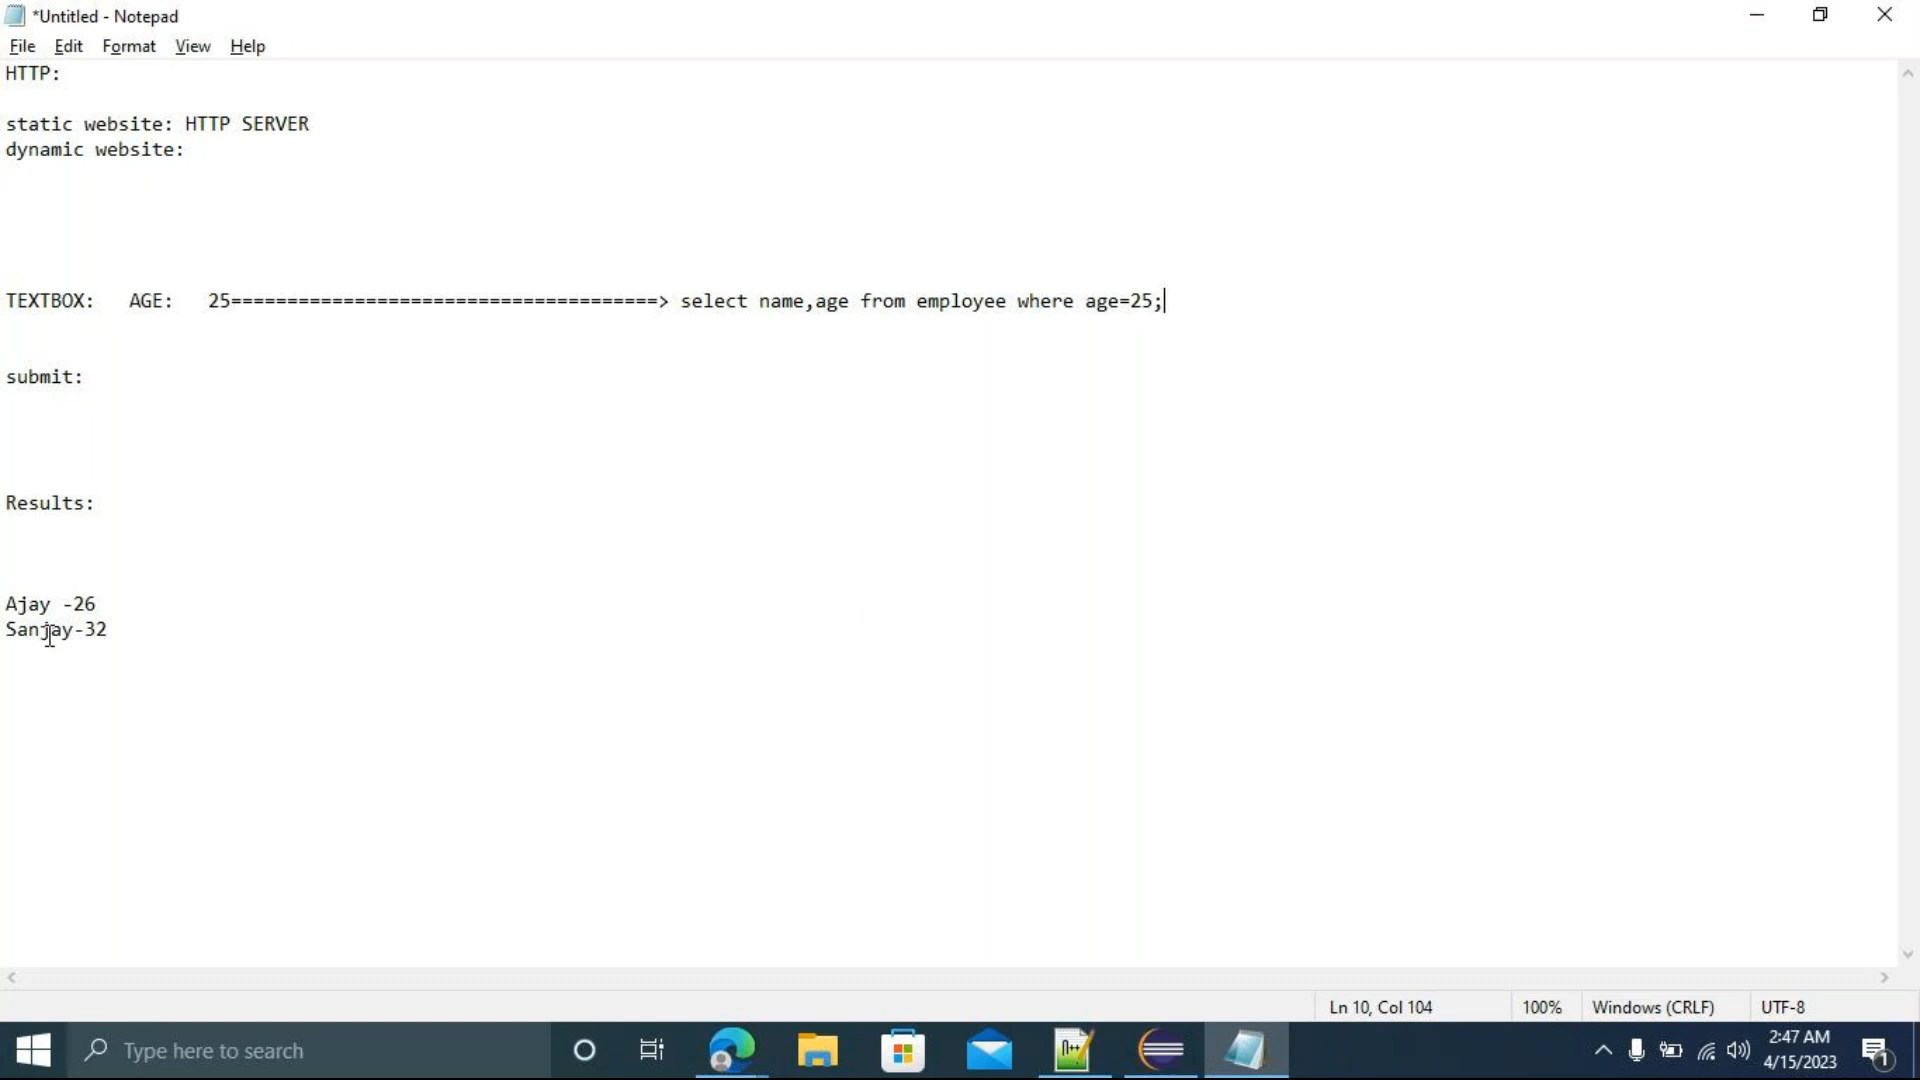 *Untitled - Notepad
File Edit Format View Help
HTTP:
static website: HTTP SERVER
dynamic website:
TEXTBOX: AGE: 25======================================> select name,age from employee where age=25;
submit:
Results:
Ajay -26
Sanjay-32
Ln 10, Col 104 100% Windows (CRLF) UTF-8
Type here to search
n++
2:47 AM
4/15/2023
1